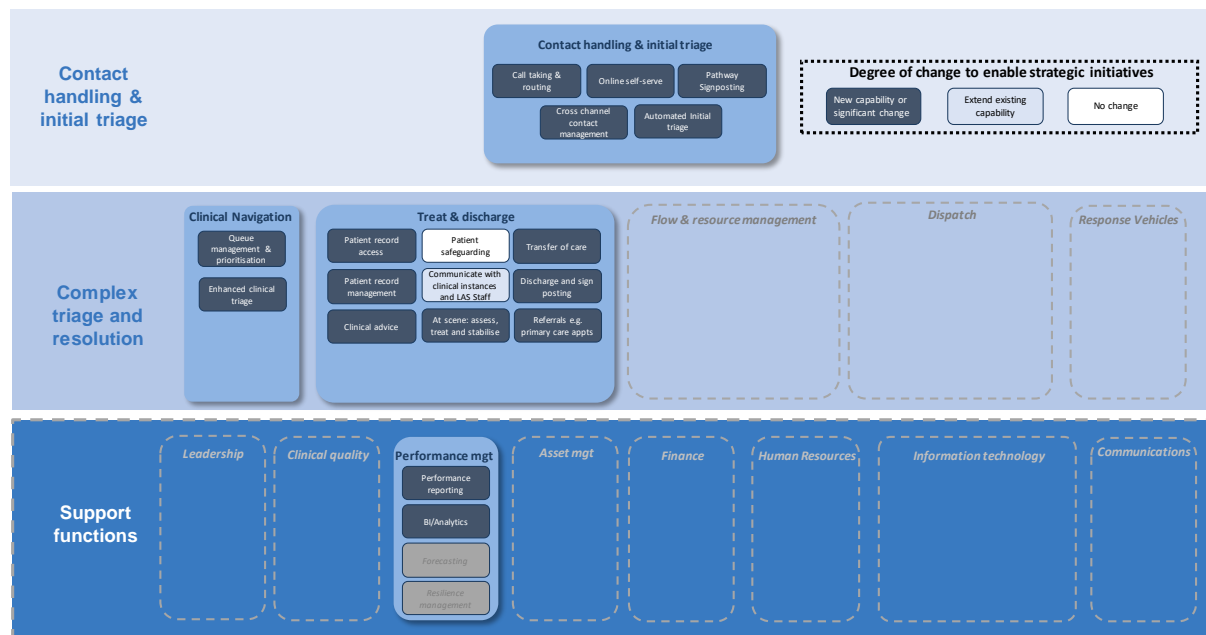 Contact
handling &
initial triage
Contact handling & initial triage
Call taking &
routing
Online self-serve
Pathway
Signposting
Cross channel
contact
management
Automated Initial
triage
Degree of change to enable strategic initiatives
New capability or
significant change
Extend existing
capability
No change
Complex
triage and
resolution
Clinical Navigation
Queue
management &
prioritisation
Enhanced clinical
triage
Treat & discharge
Patient record
access
Patient
safeguarding
Transfer of care
Patient record
management
Communicate with
clinical instances
and LAS Staff
Discharge and sign
posting
Clinical advice
At scene: assess,
treat and stabilise
Referrals e.g.
primary care appts
Flow & resource management
Dispatch
Response Vehicles
Support
functions
Leadership
Clinical quality
Performance mgt
Performance
reporting
BI/Analytics
Forecasting
Resilience
management
Asset mgt
Finance
Human Resources
Information technology
Communications